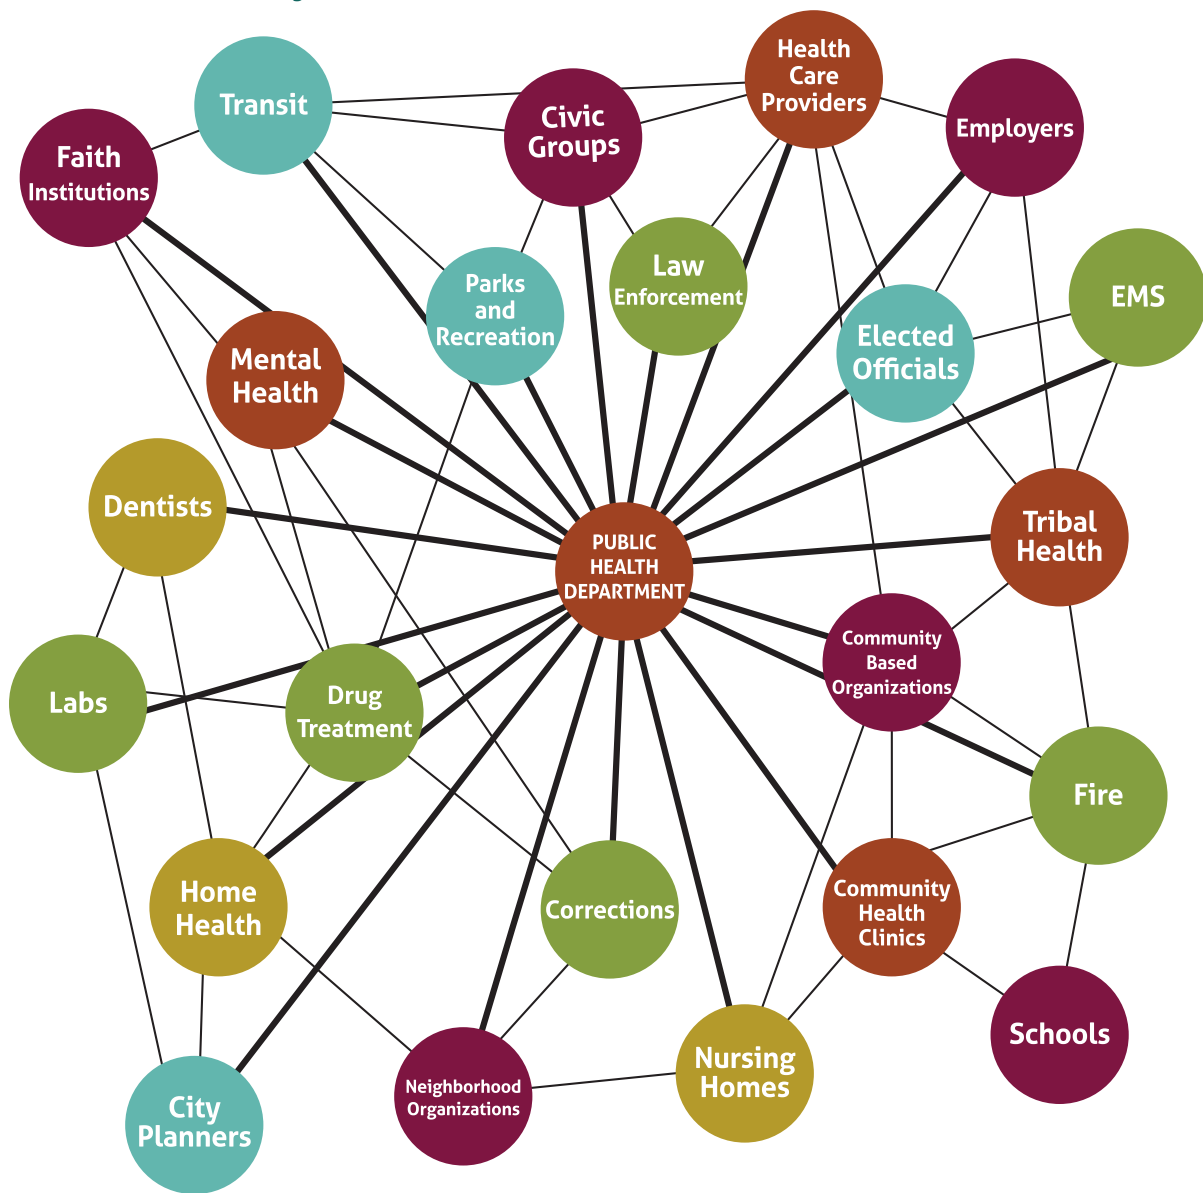 Health
Care
Providers
Transit
Civic
Groups
Employers
Faith
Institutions
Law
Enforcement
Parks
and
Recreation
EMS
Elected
Officials
Mental
Health
Dentists
Tribal
Health
PUBLIC
HEALTH
DEPARTMENT
Community
Based
Organizations
Labs
Drug
Treatment
Fire
Home
Health
Corrections
Community
Health
Clinics
Schools
Nursing
Homes
Neighborhood
Organizations
City
Planners